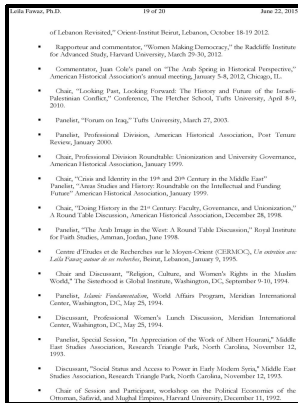 Leila Fawaz, Ph.D. 19 of 20 June 22, 2015
of Lebanon Revisited," Orient-Institut Beirut, Lebanon, October 18-19 2012.
▪ Rapporteur and commentator, "Women Making Democracy," the Radcliffe Institute
for Advanced Study, Harvard University, March 29-30, 2012.
▪ Commentator, Juan Cole's panel on "The Arab Spring in Historical Perspective,"
American Historical Association's annual meeting, January 5-8, 2012, Chicago, IL.
▪ Chair, "Looking Past, Looking Forward: The History and Future of the Israeli-
Palestinian Conflict," Conference, The Fletcher School, Tufts University, April 8-9,
2010.
▪ Panelist, "Forum on Iraq," Tufts University, March 27, 2003.
▪ Panelist, Professional Division, American Historical Association, Post Tenure
Review, January 2000.
▪ Chair, Professional Division Roundtable: Unionization and University Governance,
American Historical Association, January 1999.
▪ Chair, "Crisis and Identity in the 19th and 20th Century in the Middle East"
Panelist, "Areas Studies and History: Roundtable on the Intellectual and Funding
Future" American Historical Association, January 1999.
▪ Chair, "Doing History in the 21st Century: Faculty, Governance, and Unionization,"
A Round Table Discussion, American Historical Association, December 28, 1998.
▪ Panelist, "The Arab Image in the West: A Round Table Discussion," Royal Institute
for Faith Studies, Amman, Jordan, June 1998.
▪ Centre d'Etudes et de Recherches sur le Moyen-Orient (CERMOC), Un entretien avec
Leila Fawaz autour de ses recherches, Beirut, Lebanon, January 9, 1995.
▪ Chair and Discussant, "Religion, Culture, and Women's Rights in the Muslim
World," The Sisterhood is Global Institute, Washington, DC, September 9-10, 1994.
▪ Panelist, Islamic Fundamentalism, World Affairs Program, Meridian International
Center, Washington, DC, May 25, 1994.
▪ Discussant, Professional Women's Lunch Discussion, Meridian International
Center, Washington, DC, May 25, 1994.
▪ Panelist, Special Session, "In Appreciation of the Work of Albert Hourani," Middle
East Studies Association, Research Triangle Park, North Carolina, November 12,
1993.
▪ Discussant, "Social Status and Access to Power in Early Modern Syria," Middle East
Studies Association, Research Triangle Park, North Carolina, November 12, 1993.
▪ Chair of Session and Participant, workshop on the Political Economies of the
Ottoman, Safavid, and Mughal Empires, Harvard University, December 11, 1992.